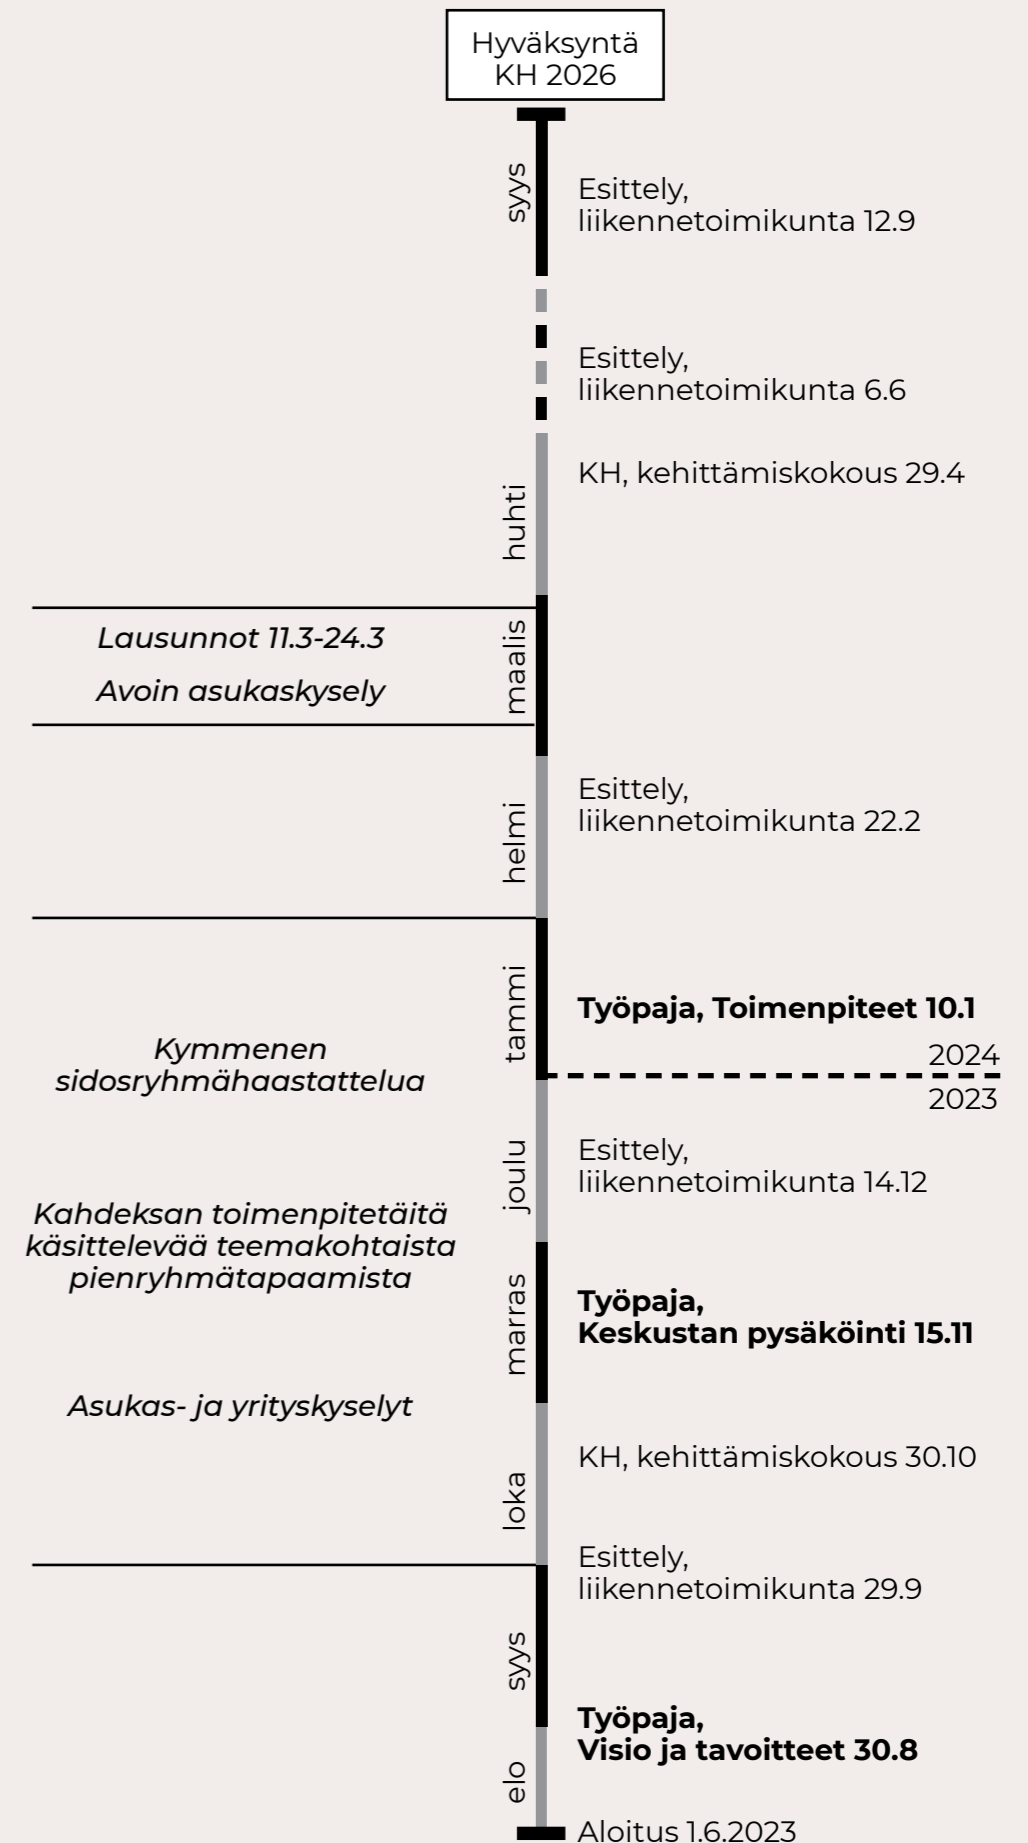 Hyväksyntä
KH 2026
syys
Esittely,
liikennetoimikunta 12.9
Esittely,
liikennetoimikunta 6.6
KH, kehittämiskokous 29.4
huhti
Lausunnot 11.3-24.3
Avoin asukaskysely
maalis
Esittely,
liikennetoimikunta 22.2
helmi
tammi
Työpaja, Toimenpiteet 10.1
Kymmenen
sidosryhmähaastattelua
2024
2023
joulu
Esittely,
liikennetoimikunta 14.12
Kahdeksan toimenpitetäitä
käsittelevää teemakohtaista
pienryhmätapaamista
marras
Työpaja,
Keskustan pysäköinti 15.11
Asukas- ja yrityskyselyt
KH, kehittämiskokous 30.10
loka
Esittely,
liikennetoimikunta 29.9
syys
Työpaja,
Visio ja tavoitteet 30.8
elo
Aloitus 1.6.2023